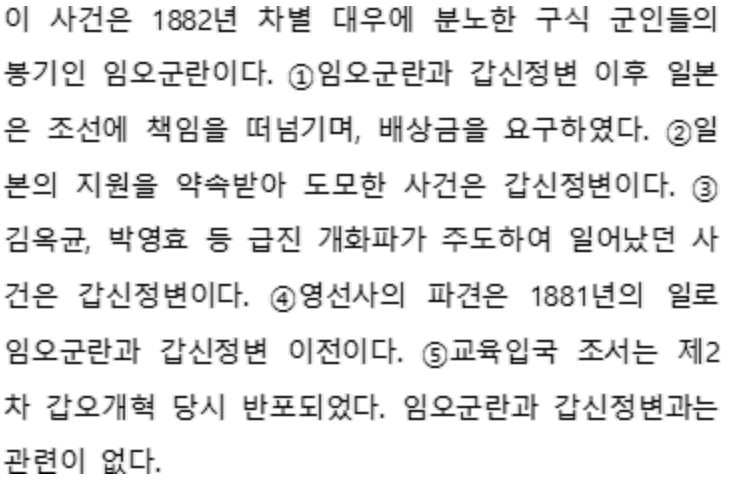 이 사건은 1882년 차별 대우에 분노한 구식 군인들의
봉기인 임오군란이다. ①임오군란과 갑신정변 이후 일본
은 조선에 책임을 떠넘기며, 배상금을 요구하였다. ②일
본의 지원을 약속받아 도모한 사건은 갑신정변이다. ③
김옥균, 박영효 등 급진 개화파가 주도하여 일어났던 사
건은 갑신정변이다. ④영선사의 파견은 1881년의 일로
임오군란과 갑신정변 이전이다. ⑤교육입국 조서는 제2
차 갑오개혁 당시 반포되었다. 임오군란과 갑신정변과는
관련이 없다.